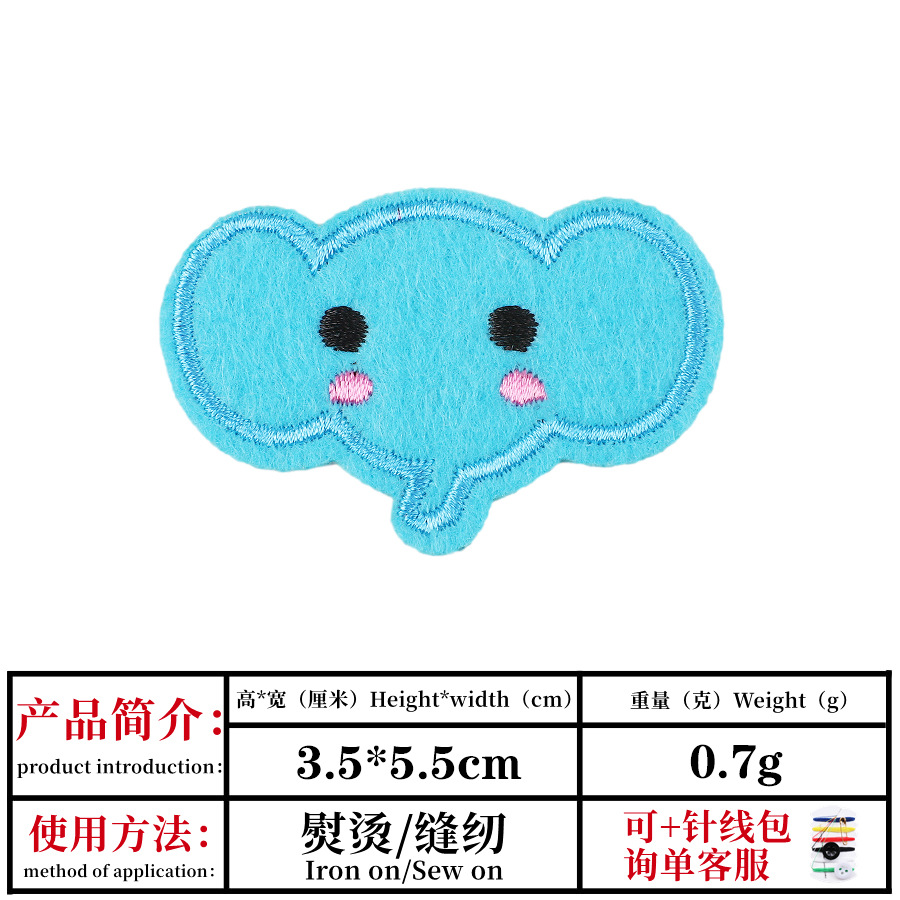 产品简介：
product introduction：
高*宽（厘米）Height*width（cm）
重量（克）Weight（g）
3.5*5.5cm
0.7g
使用方法：
method of application：
熨烫/缝纫
Iron on/Sew on
可+针线包
询单客服